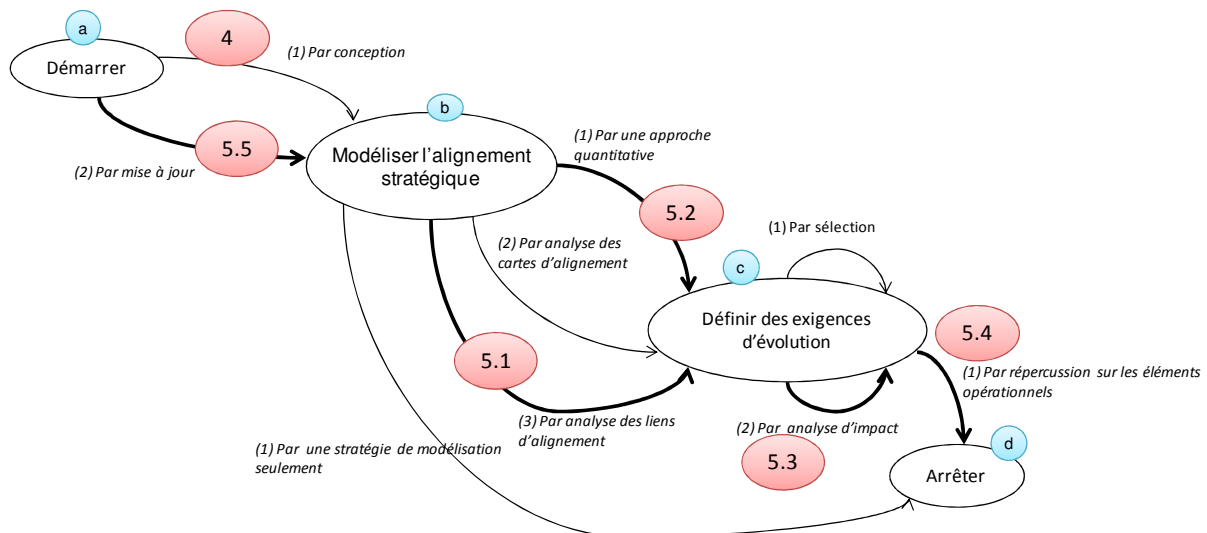 a
4
Démarrer
(1) Par conception
b
5.5
(2) Par mise à jour
Modéliser l'alignement
stratégique
(1) Par une approche
quantitative
5.2
(1) Par sélection
(2) Par analyse des
cartes d'alignement
c
Définir des exigences
d'évolution
5.4
5.1
(1) Par répercussion sur les éléments
opérationnels
(3) Par analyse des liens
d'alignement
(2) Par analyse d'impact
(1) Par une stratégie de modélisation
seulement
5.3
d
Arrêter